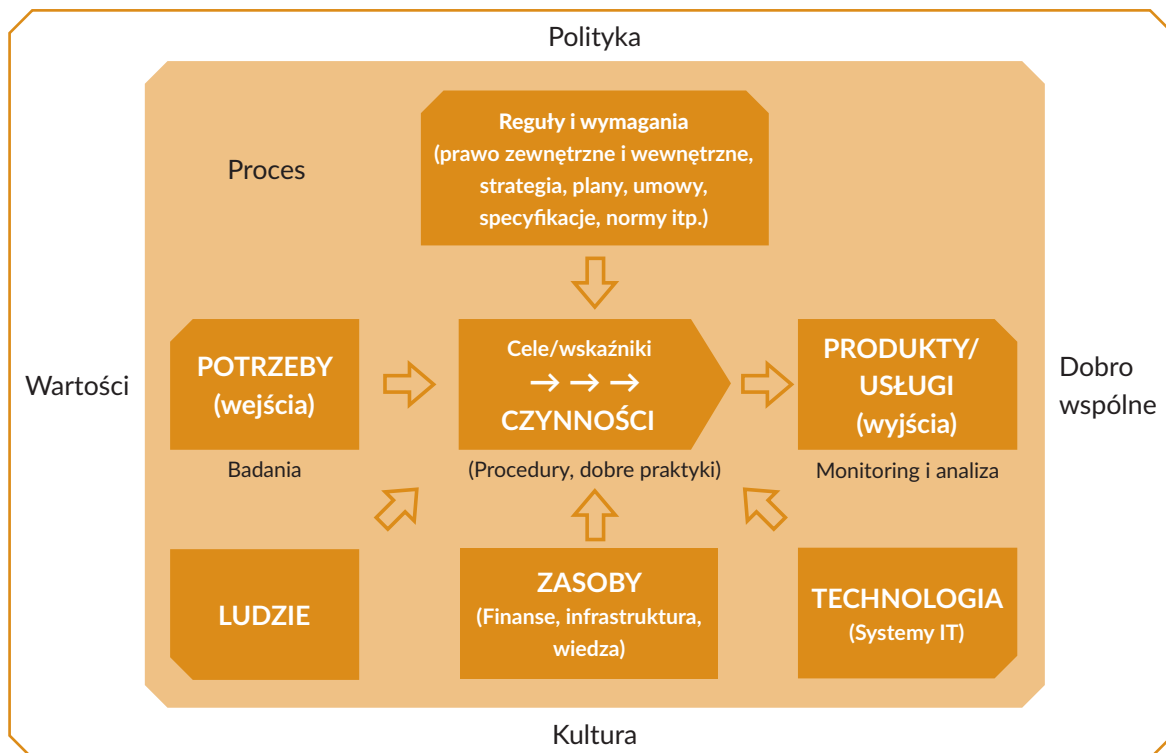 Polityka
Reguły i wymagania
(prawo zewnętrzne i wewnętrzne,
strategia, plany, umowy,
specyfikacje, normy itp.)
Proces
Wartości
POTRZEBY
(wejścia)
Badania
Cele/wskaźniki
→ → →
CZYNNOŚCI
(Procedury, dobre praktyki)
PRODUKTY/
USŁUGI
(wyjścia)
Monitoring i analiza
Dobro
wspólne
LUDZIE
ZASOBY
(Finanse, infrastruktura,
wiedza)
TECHNOLOGIA
(Systemy IT)
Kultura